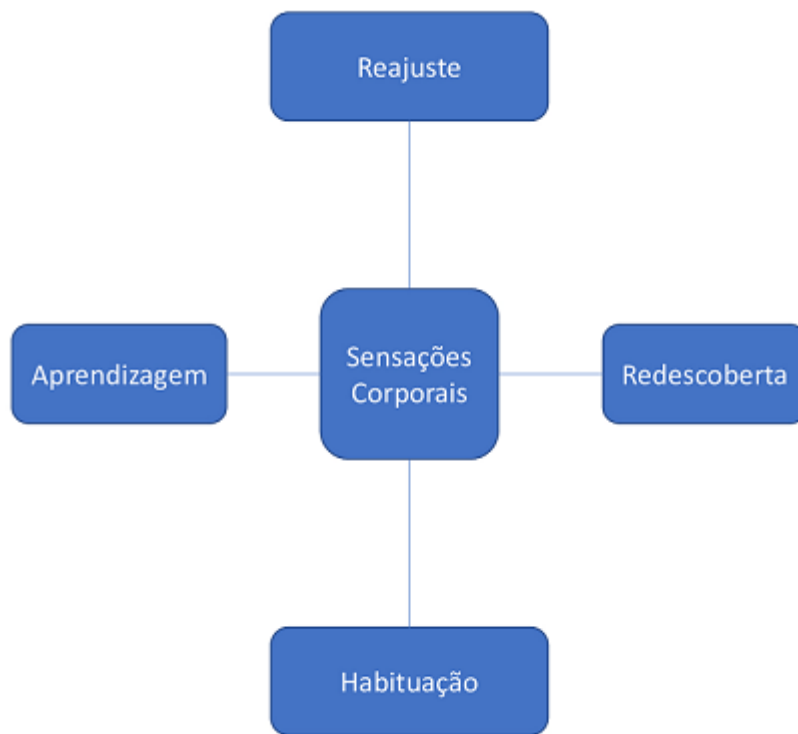 Reajuste
Aprendizagem
Sensações
Corporais
Redescoberta
Habituação